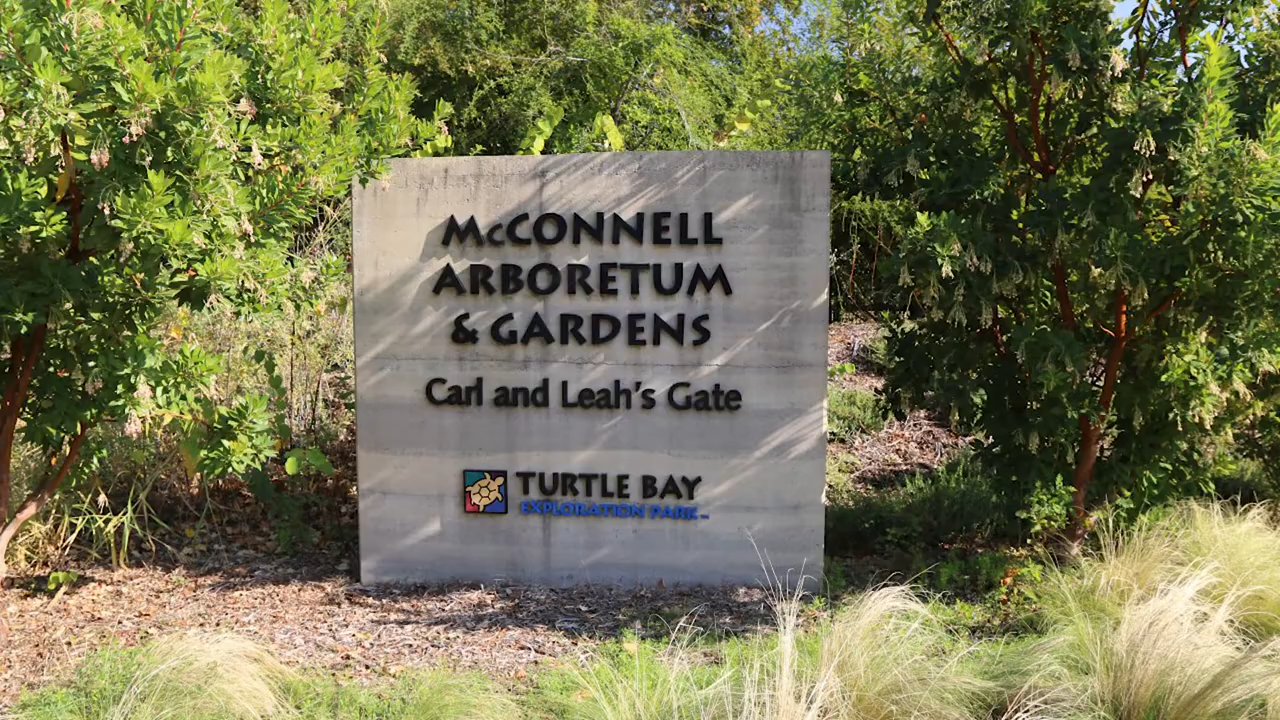 McCONNELL
ARBORETUM
& GARDENS
Carl and Leah's Gate
TURTLE BAY
EXPLORATION PARK